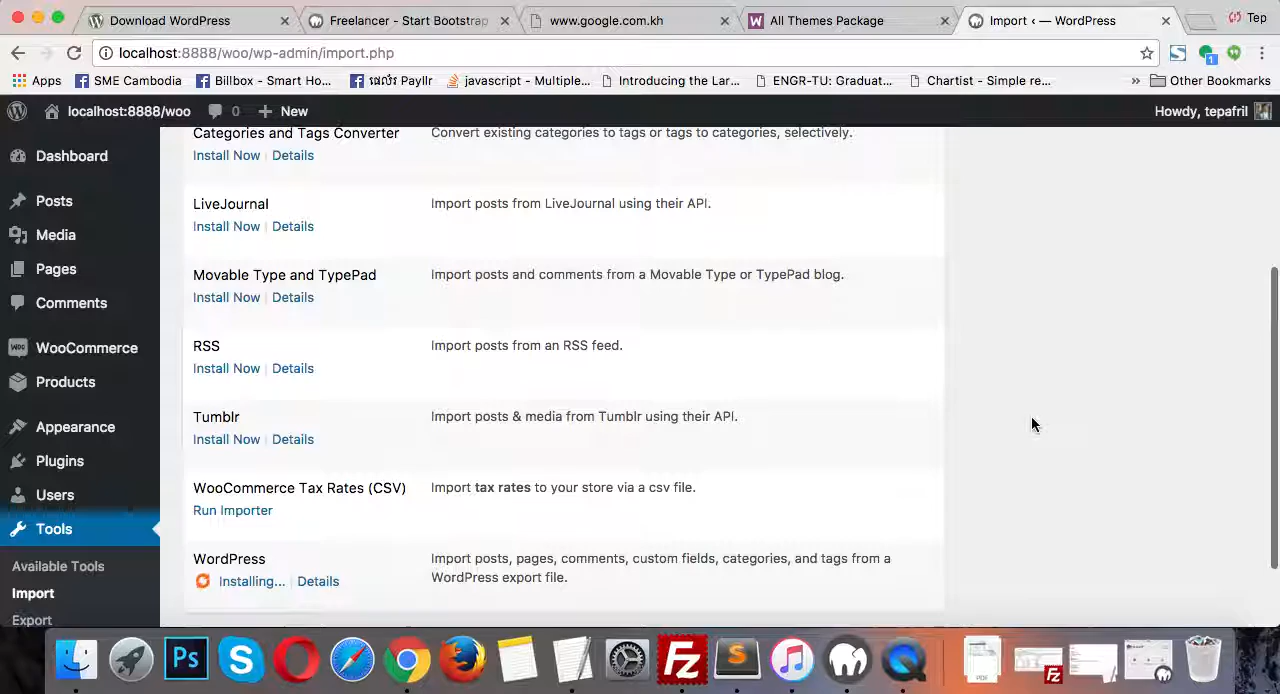 Download WordPress
Freelancer - Start Bootstrap
www.google.com.kh
All Themes Package
Import ‹ — WordPress
Tep
localhost:8888/woo/wp-admin/import.php
Apps
SME Cambodia
Billbox - Smart Ho...
javascript - Multiple...
Introducing the Lar...
ENGR-TU: Graduat...
Chartist - Simple re...
»
Other Bookmarks
localhost:8888/woo
0
New
Howdy, tepafril
Dashboard
Posts
Media
Pages
Comments
WooCommerce
Products
Appearance
Plugins
Users
Tools
Available Tools
Import
Export
Categories and Tags Converter
Convert existing categories to tags or tags to categories, selectively.
Install Now | Details
LiveJournal
Import posts from LiveJournal using their API.
Install Now | Details
Movable Type and TypePad
Import posts and comments from a Movable Type or TypePad blog.
Install Now | Details
RSS
Import posts from an RSS feed.
Install Now | Details
Tumblr
Import posts & media from Tumblr using their API.
Install Now | Details
WooCommerce Tax Rates (CSV)
Import tax rates to your store via a csv file.
Run Importer
WordPress
Import posts, pages, comments, custom fields, categories, and tags from a
WordPress export file.
Installing... | Details
Ps